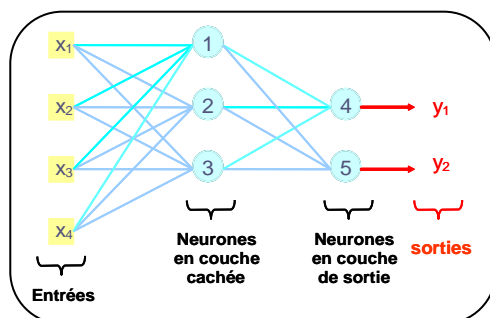 x1
x2
x3
x4
1
2
3
4
5
y1
y2
Entrées
Neurones
en couche
cachée
Neurones
en couche
de sortie
sorties